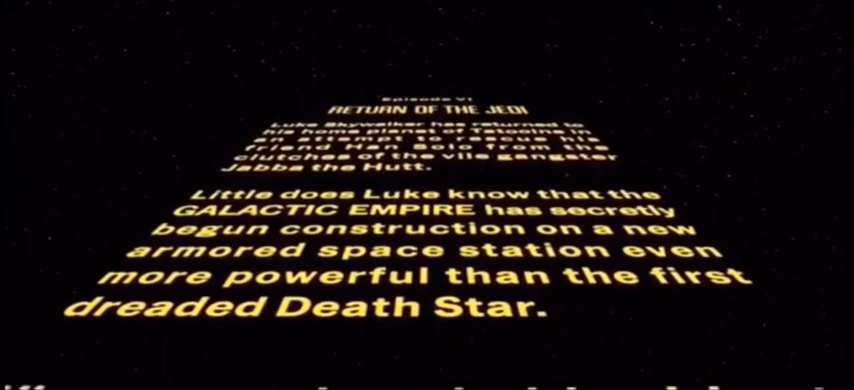 Episode VI
RETURN OF THE JEDI
Luke Skywalker has returned to
his home planet of Tatooine in
an attempt to rescue his
friend Han Solo from the
clutches of the vile gangster
Jabba the Hutt.
Little does Luke know that the
GALACTIC EMPIRE has secretly
begun construction on a new
armored space station even
more powerful than the first
dreaded Death Star.